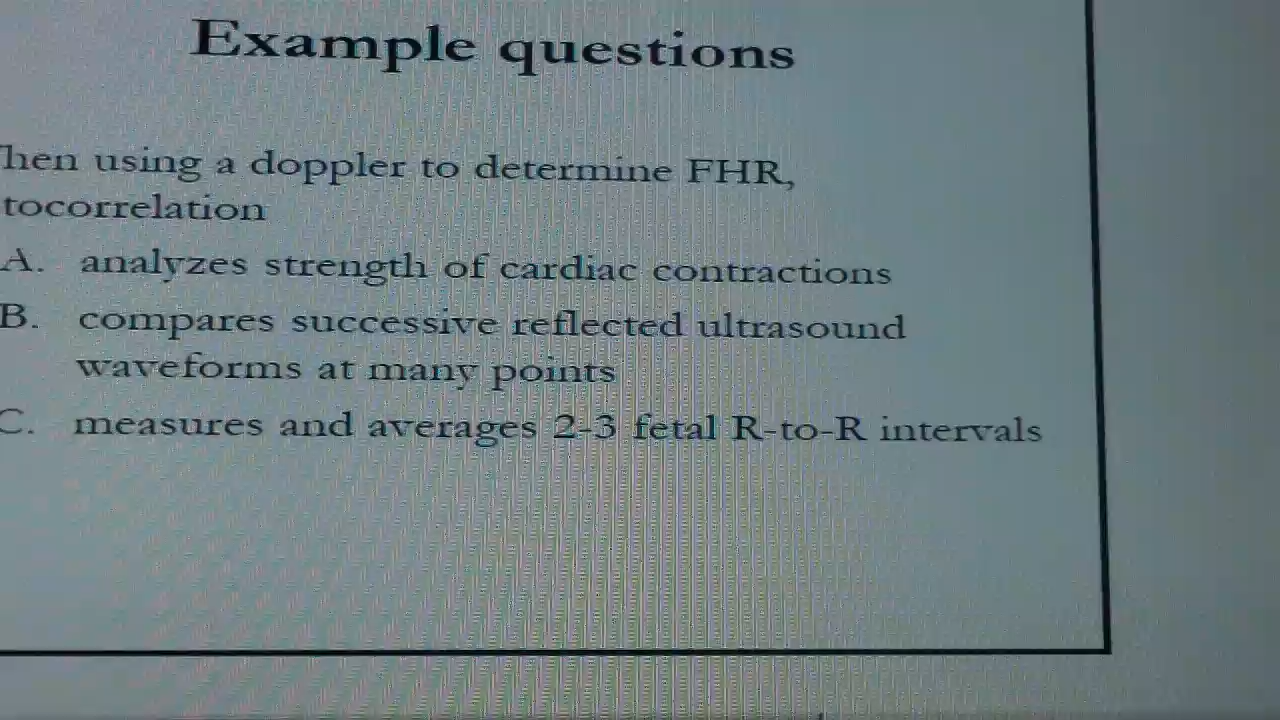 Example questions
hen using a doppler to determine FHR,
tocorrelation
A. analyzes strength of cardiac contractions
B. compares successive reflected ultrasound
waveforms at many points
C. measures and averages 2-3 fetal R-to-R intervals